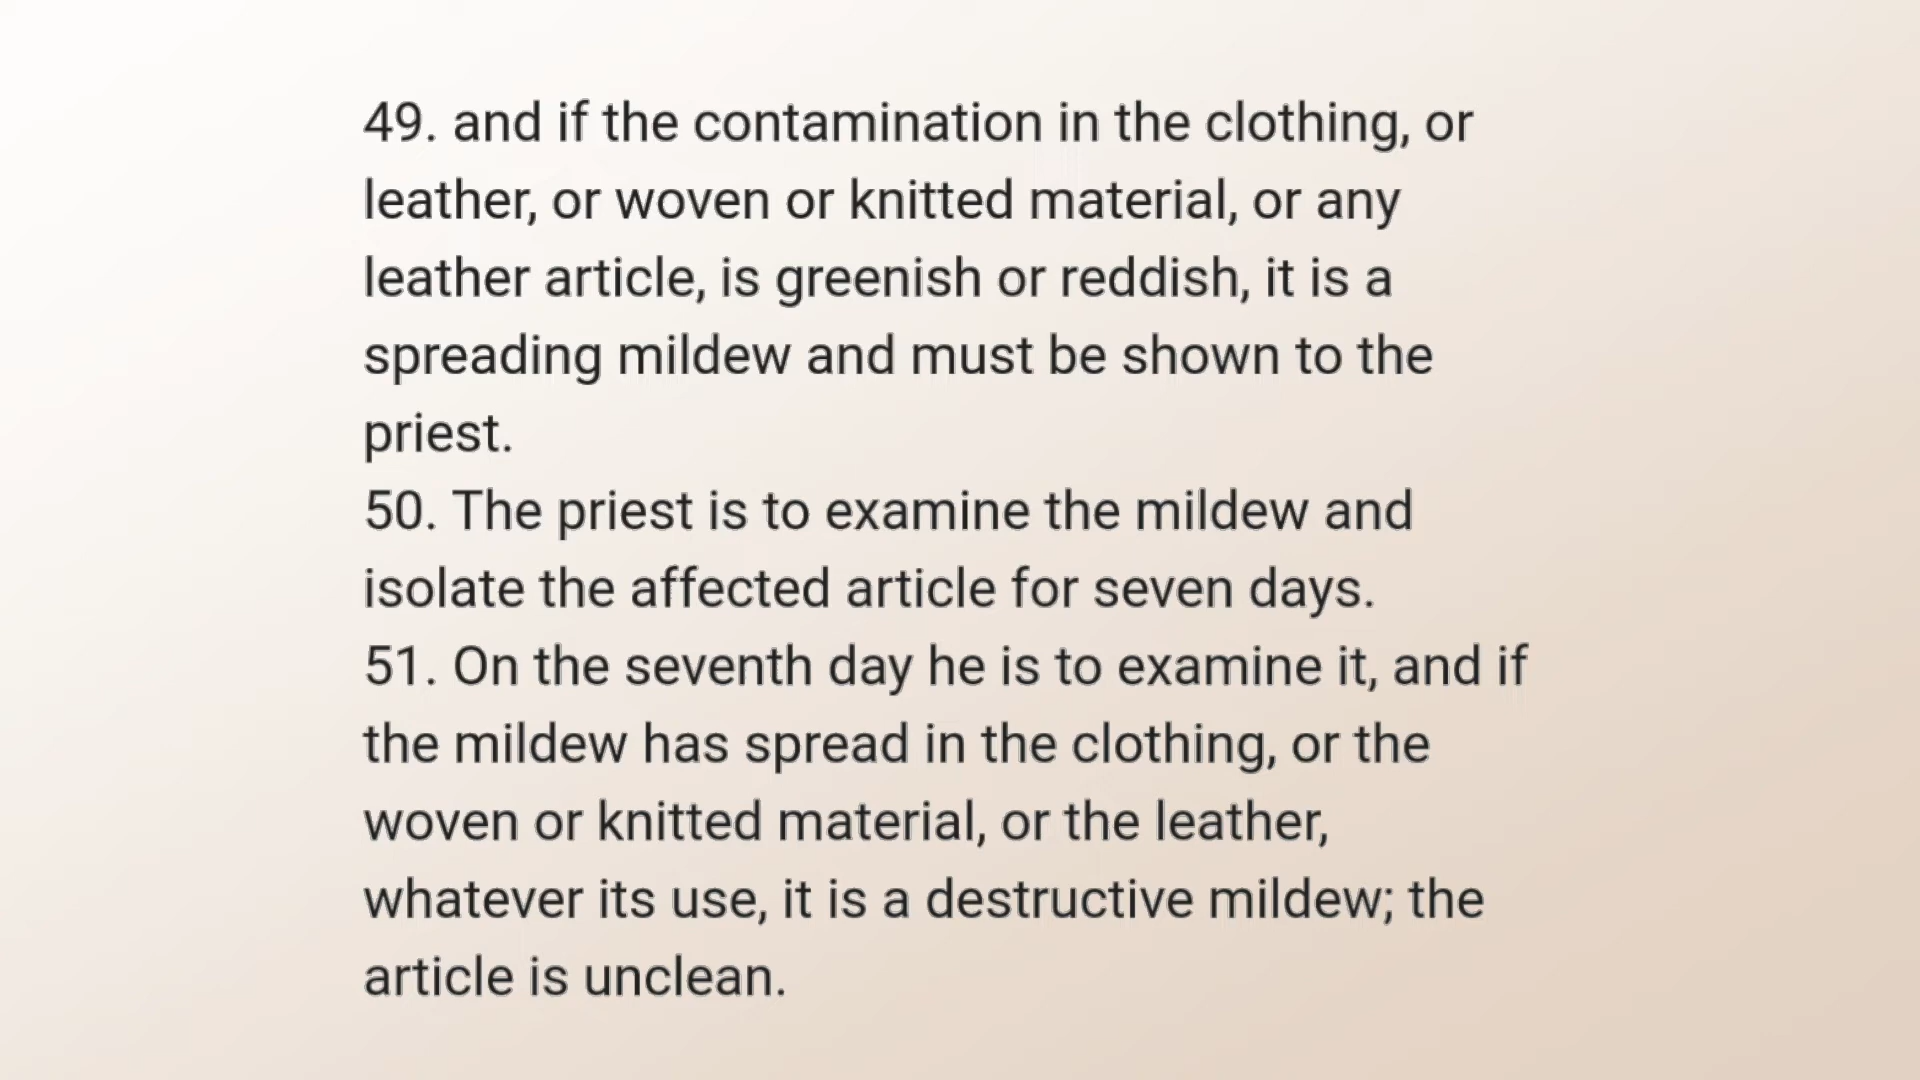 49. and if the contamination in the clothing, or
leather, or woven or knitted material, or any
leather article, is greenish or reddish, it is a
spreading mildew and must be shown to the
priest.
50. The priest is to examine the mildew and
isolate the affected article for seven days.
51. On the seventh day he is to examine it, and if
the mildew has spread in the clothing, or the
woven or knitted material, or the leather,
whatever its use, it is a destructive mildew; the
article is unclean.